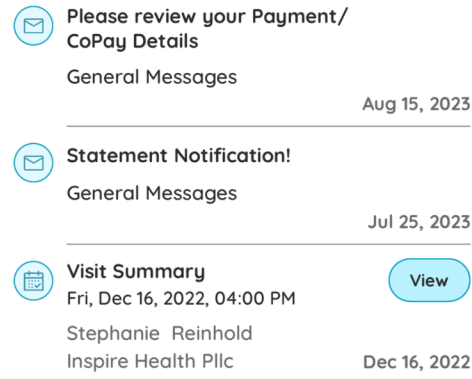 Please review your Payment/
CoPay Details
General Messages
Aug 15, 2023
Statement Notification!
General Messages
Jul 25, 2023
Visit Summary
View
Fri, Dec 16, 2022, 04:00 PM
Stephanie Reinhold
Inspire Health Pllc
Dec 16, 2022